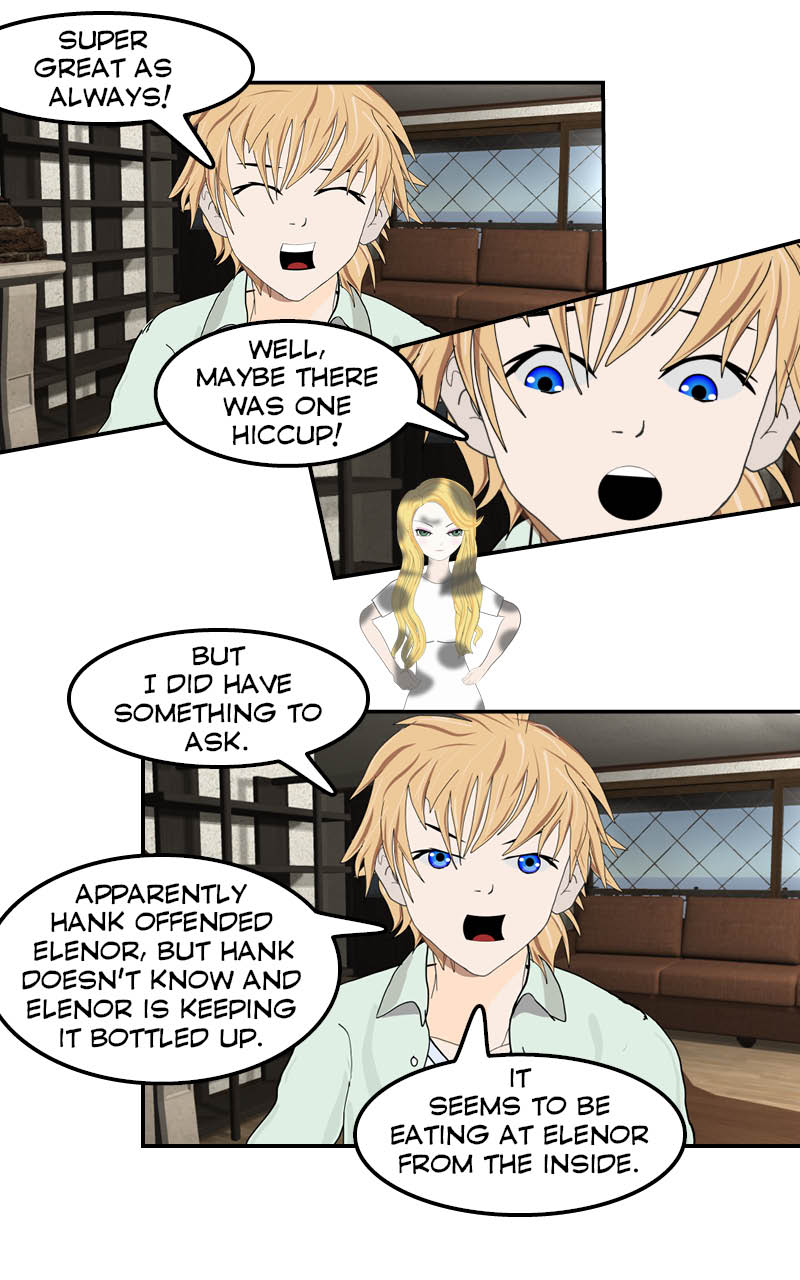 SUPER
GREAT AS
ALWAYS!
WELL,
MAYBE THERE
WAS ONE
HICCUP!
BUT
I DID HAVE
SOMETHING TO
ASK.
APPARENTLY
HANK OFFENDED
ELENOR, BUT HANK
DOESN'T KNOW AND
ELENOR IS KEEPING
IT BOTTLED UP.
IT
SEEMS TO BE
EATING AT ELENOR
FROM THE INSIDE.